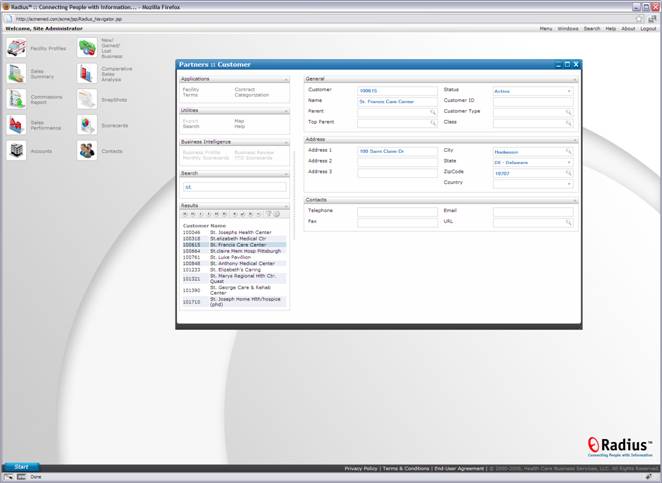 Radius™ :: Connecting People with Information... - Mozilla Firefox
http://acmemed.com/acme/jsp/Radius_Navigator.jsp
Welcome, Site Administrator
Menu Windows Search Help About Logout
Facility Profiles
New/
Gained/
Lost
Business
Sales
Summary
Comparative
Sales
Analysis
Commissions
Report
SnapShots
Sales
Performance
Scorecards
Accounts
Contacts
Partners :: Customer
Applications
Facility Contract
Terms Categorization
Utilities
Export Map
Search Help
Business Intelligence
Business Profile Business Review
Monthly Scorecards YTD Scorecards
Search
st
Results
Customer Name
100046 St. Josephs Health Center
100318 St.elizabeth Medical Ctr
100615 St. Francis Care Center
100664 St.claire Mem Hosp Pittsburgh
100761 St. Luke Pavilion
100848 St. Anthony Medical Center
101233 St. Elizabeth's Caring
101321 St. Marys Regional Hlth Ctr.
Quest
101390 St. George Care & Rehab
Center
101710 St. Joseph Home Hlth/hospice
(phd)
General
Customer 100615 Status Active
Name St. Francis Care Center Customer ID
Parent Customer Type
Top Parent Class
Address
Address 1 100 Saint Claire Dr City Hockessin
Address 2 State DE - Delaware
Address 3 ZipCode 19707
Country
Contacts
Telephone Email
Fax URL
Radius™
Connecting People with Information™
Start
Privacy Policy | Terms & Conditions | End-User Agreement | © 2000-2008, Health Care Business Services, LLC. All Rights Reserved.
Done